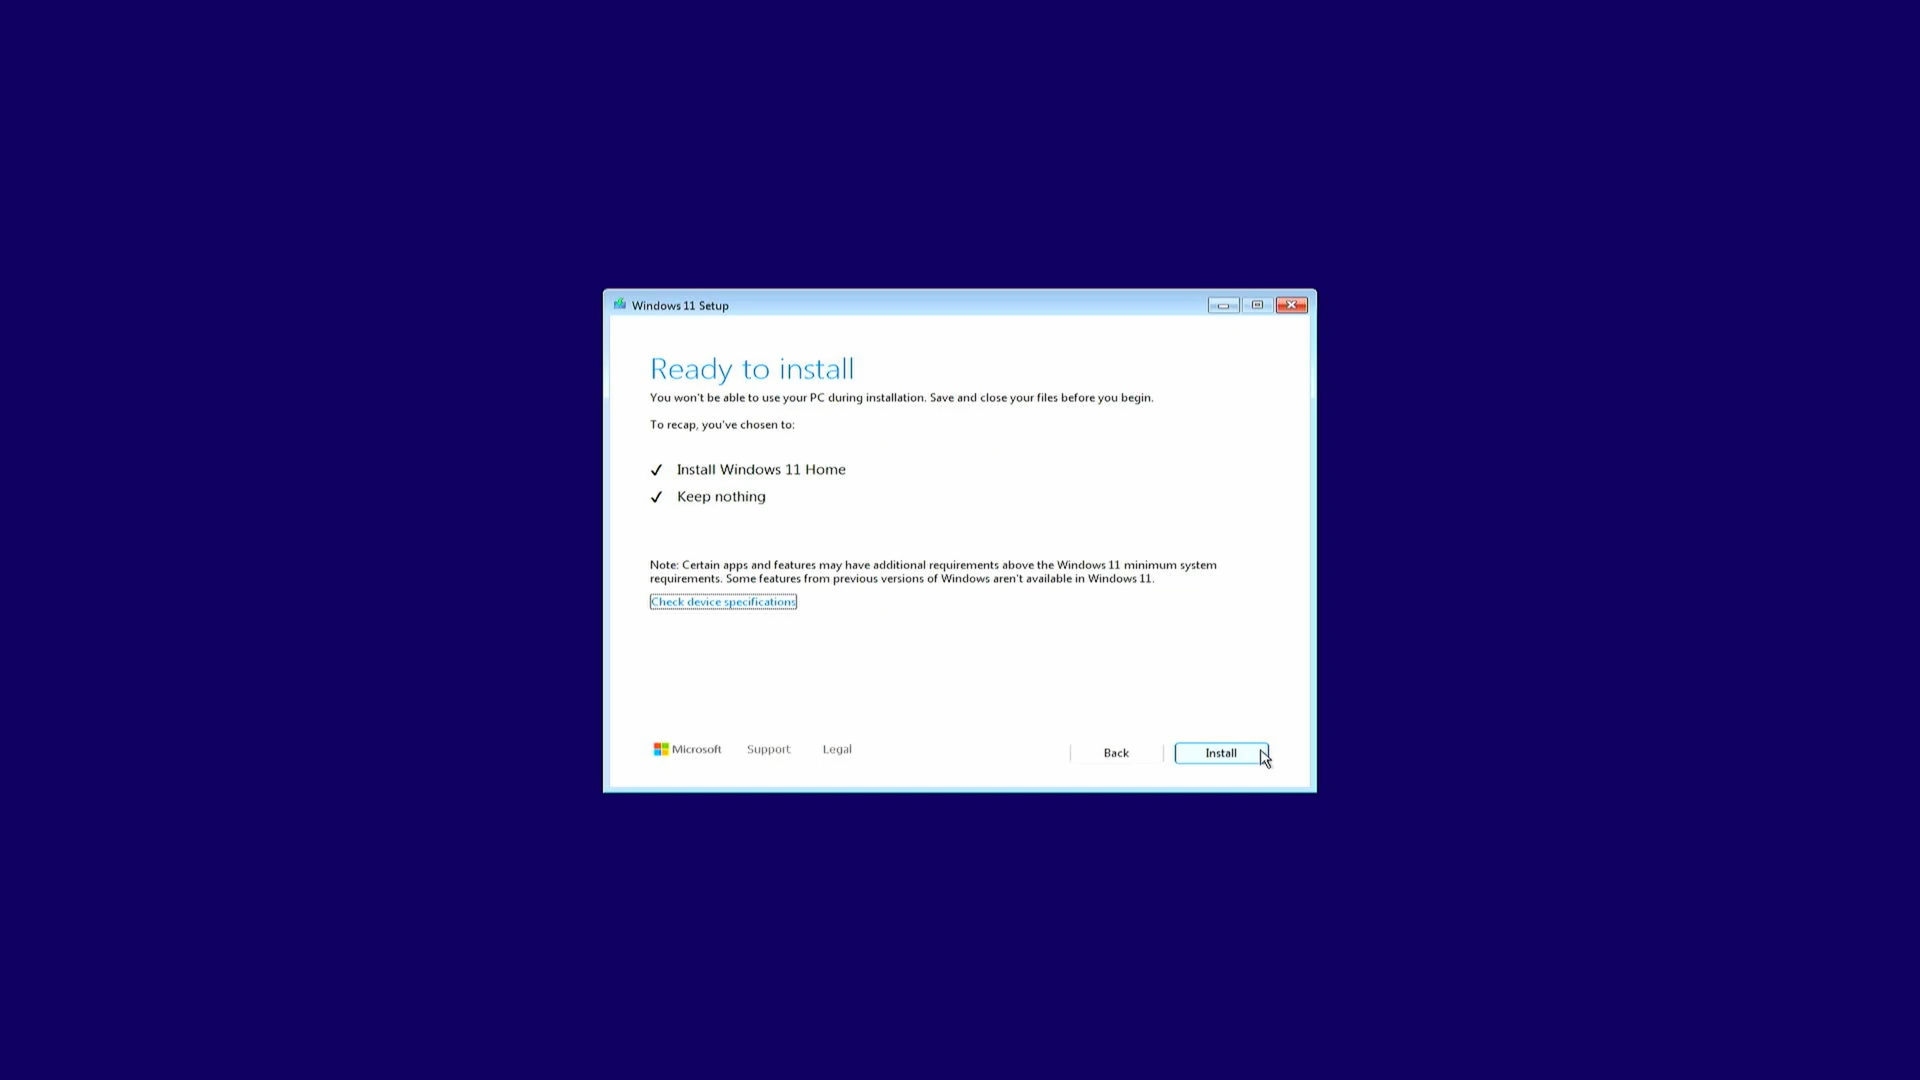 Windows 11 Setup
Ready to install
You won't be able to use your PC during installation. Save and close your files before you begin.
To recap, you've chosen to:
Install Windows 11 Home
Keep nothing
Note: Certain apps and features may have additional requirements above the Windows 11 minimum system
requirements. Some features from previous versions of Windows aren't available in Windows 11.
Check device specifications
Microsoft Support Legal Back Install